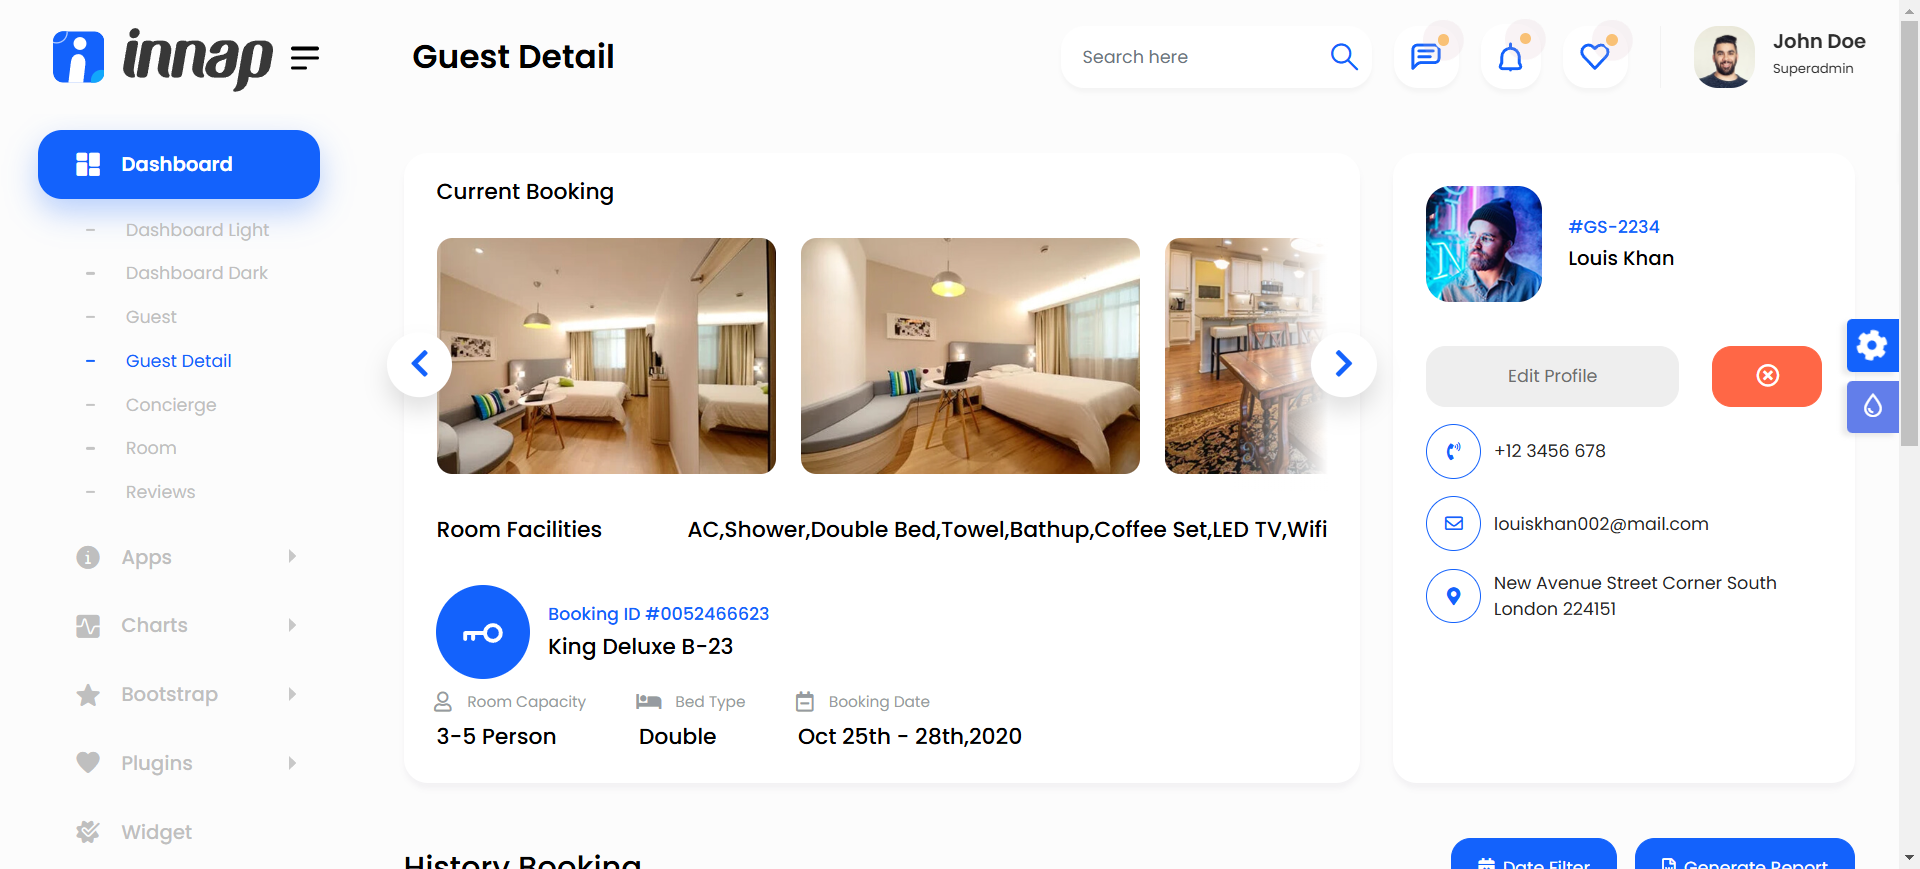 innap
Guest Detail
Search here
John Doe
Superadmin
Dashboard
Dashboard Light
Dashboard Dark
Guest
Guest Detail
Concierge
Room
Reviews
Apps
Charts
Bootstrap
Plugins
Widget
Current Booking
Room Facilities
AC,Shower,Double Bed,Towel,Bathup,Coffee Set,LED TV,Wifi
Booking ID #0052466623
King Deluxe B-23
Room Capacity
3-5 Person
Bed Type
Double
Booking Date
Oct 25th - 28th,2020
#GS-2234
Louis Khan
Edit Profile
+12 3456 678
louiskhan002@mail.com
New Avenue Street Corner South
London 224151
History Booking
Date Filter
Generate Report